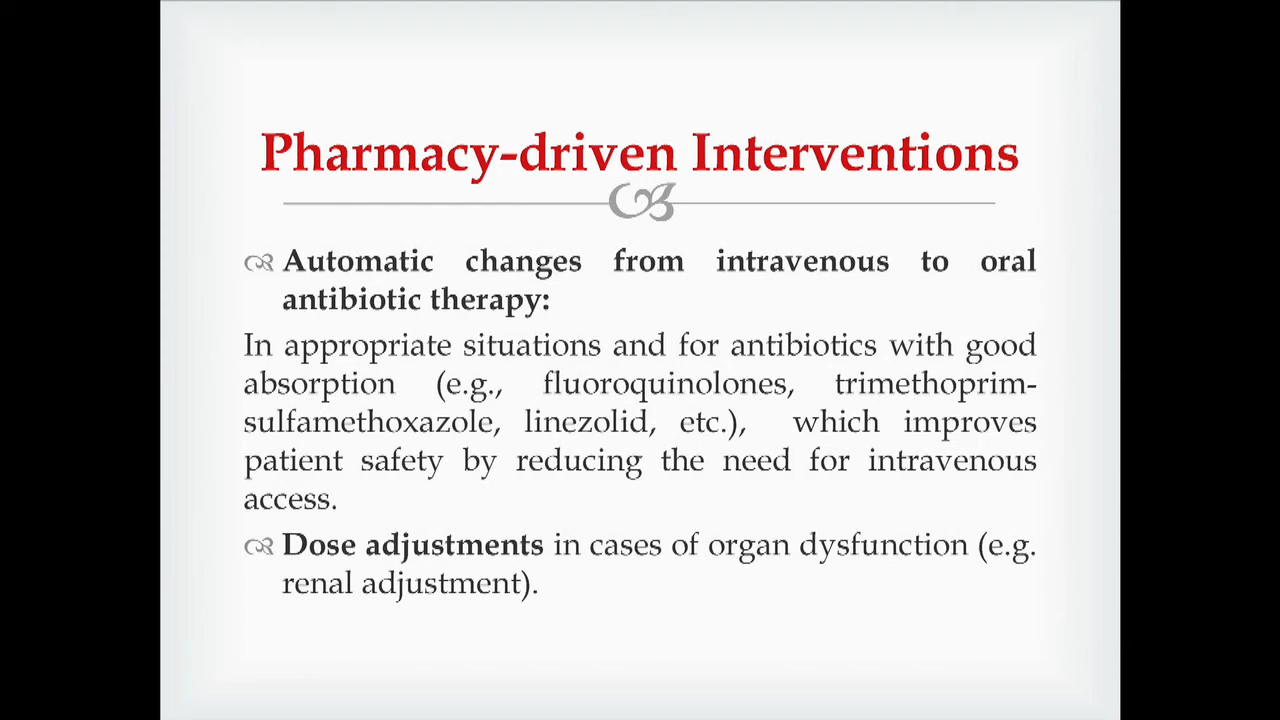 Pharmacy-driven Interventions
Automatic changes from intravenous to oral
antibiotic therapy:
In appropriate situations and for antibiotics with good
absorption (e.g., fluoroquinolones, trimethoprim-
sulfamethoxazole, linezolid, etc.), which improves
patient safety by reducing the need for intravenous
access.
Dose adjustments in cases of organ dysfunction (e.g.
renal adjustment).